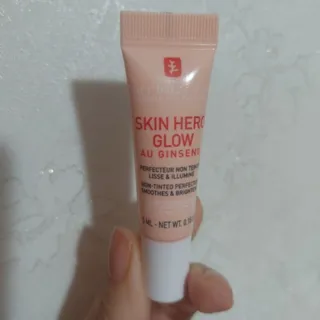 SKIN HERO
GLOW
AU GINSENG
PERFECTEUR NON TEINTÉ
LISSE & ILLUMINE
NON-TINTED PERFECTOR
SMOOTHES & BRIGHTENS
5 ML - NET WT.